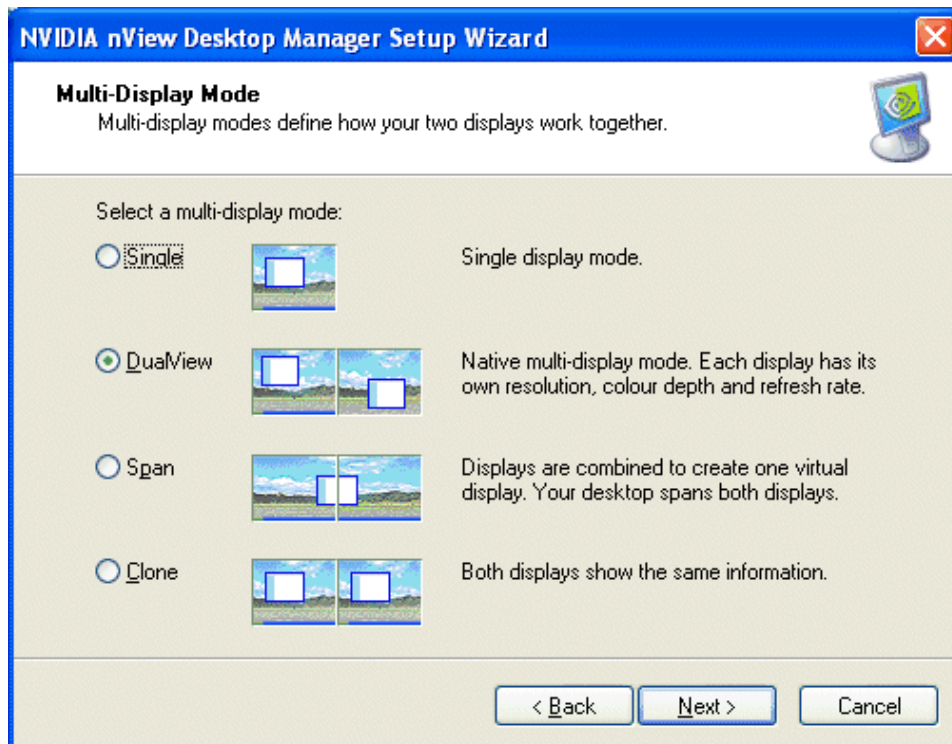 NVIDIA nView Desktop Manager Setup Wizard
Multi-Display Mode
Multi-display modes define how your two displays work together.
Select a multi-display mode:
Single
Single display mode.
DualView
Native multi-display mode. Each display has its
own resolution, colour depth and refresh rate.
Span
Displays are combined to create one virtual
display. Your desktop spans both displays.
Clone
Both displays show the same information.
< Back
Next >
Cancel